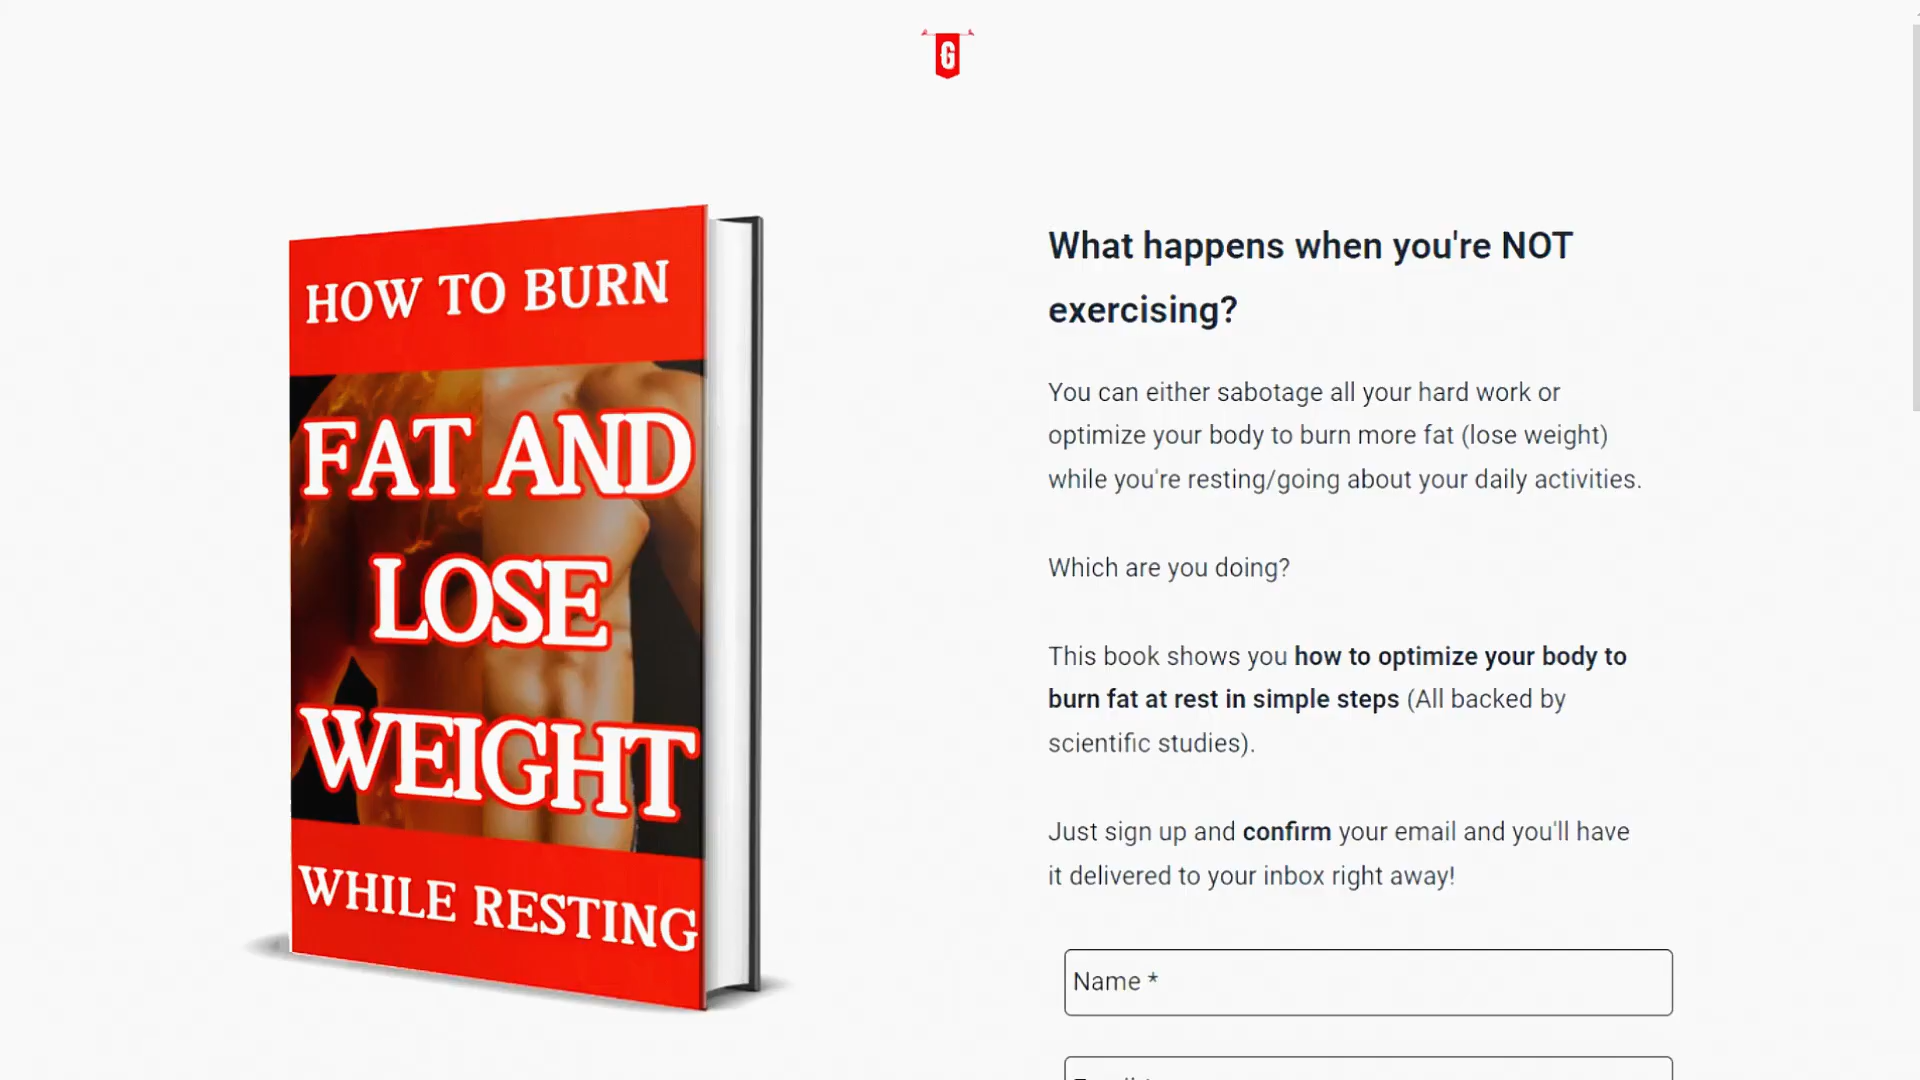 G
HOW TO BURN
FAT AND
LOSE
WEIGHT
WHILE RESTING
What happens when you're NOT
exercising?
You can either sabotage all your hard work or
optimize your body to burn more fat (lose weight)
while you're resting/going about your daily activities.
Which are you doing?
This book shows you how to optimize your body to
burn fat at rest in simple steps (All backed by
scientific studies).
Just sign up and confirm your email and you'll have
it delivered to your inbox right away!
Name *